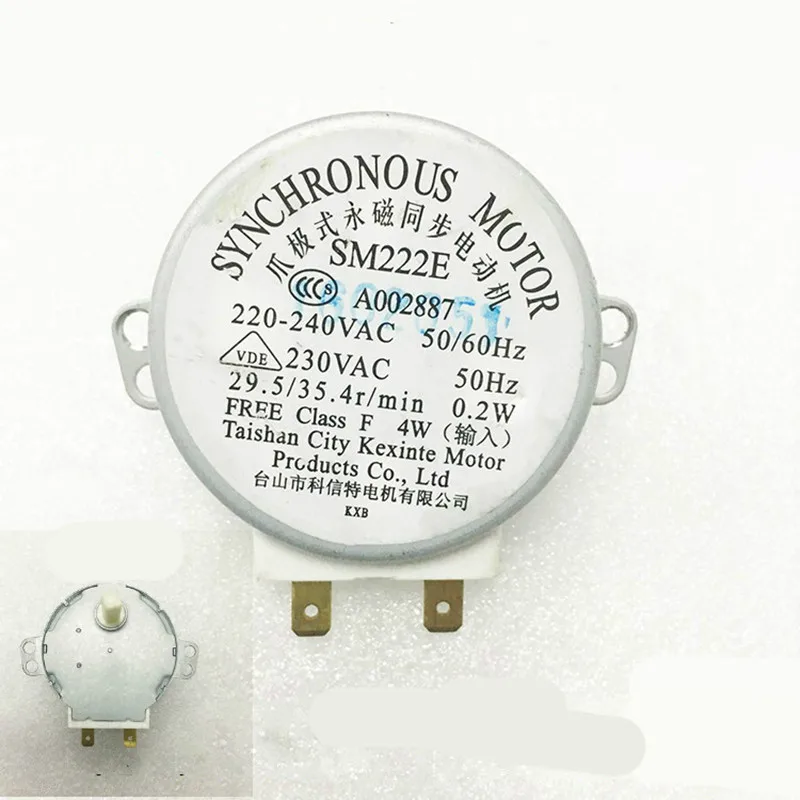 SYNCHRONOUS MOTOR
爪极式永磁同步电动机
SM222E
CCC S A002887
1602051
220-240VAC 50/60Hz
VDE 230VAC 50Hz
29.5/35.4r/min 0.2W
FREE Class F 4W (输入)
Taishan City Kexinte Motor
Products Co., Ltd
台山市科信特电机有限公司
KXB